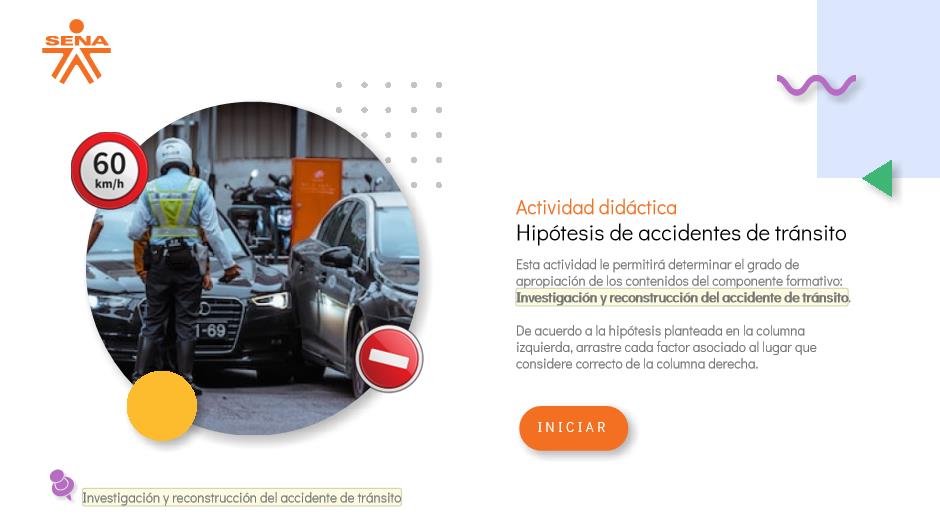 SENA
60
km/h
1-69
Actividad didáctica
Hipótesis de accidentes de tránsito
Esta actividad le permitirá determinar el grado de
apropiación de los contenidos del componente formativo:
Investigación y reconstrucción del accidente de tránsito.
De acuerdo a la hipótesis planteada en la columna
izquierda, arrastre cada factor asociado al lugar que
considere correcto de la columna derecha.
INICIAR
Investigación y reconstrucción del accidente de tránsito